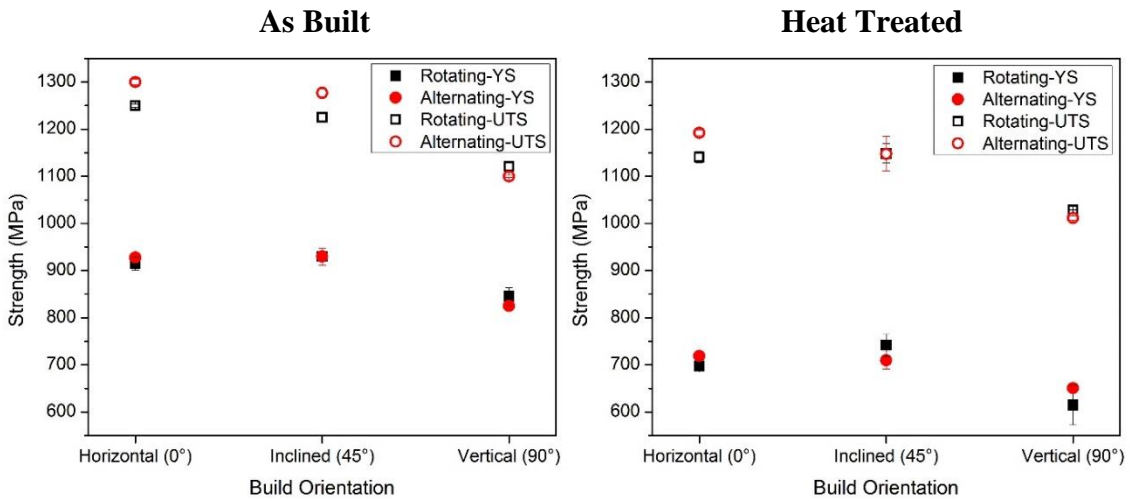 As Built
Strength (MPa)
1300
1200
1100
1000
900
800
700
600
Rotating-YS
Alternating-YS
Rotating-UTS
Alternating-UTS
Horizontal (0°) Inclined (45°) Vertical (90°)
Build Orientation
Heat Treated
Strength (MPa)
1300
1200
1100
1000
900
800
700
600
Rotating-YS
Alternating-YS
Rotating-UTS
Alternating-UTS
Horizontal (0°) Inclined (45°) Vertical (90°)
Build Orientation